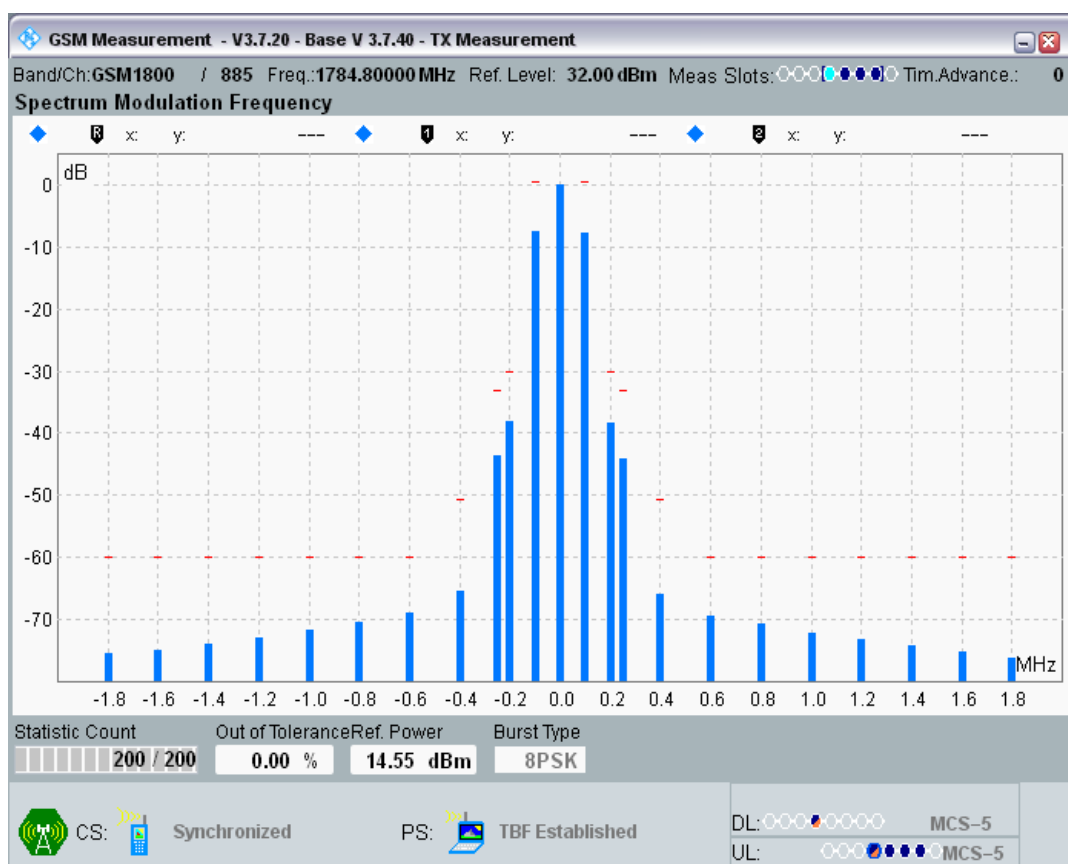 GSM Measurement - V3.7.20 - Base V 3.7.40 - TX Measurement
Band/Ch:GSM1800 / 885 Freq.:1784.80000 MHz Ref. Level: 32.00 dBm Meas Slots: Tim.Advance.: 0
Spectrum Modulation Frequency
R x: y: --- 1 x: y: --- 2 x: y: ---
dB
0
-10
-20
-30
-40
-50
-60
-70
MHz
-1.8 -1.6 -1.4 -1.2 -1.0 -0.8 -0.6 -0.4 -0.2 0.0 0.2 0.4 0.6 0.8 1.0 1.2 1.4 1.6 1.8
Statistic Count Out of Tolerance Ref. Power Burst Type
200 / 200 0.00 % 14.55 dBm 8PSK
CS: Synchronized PS: TBF Established
DL: MCS-5
UL: MCS-5